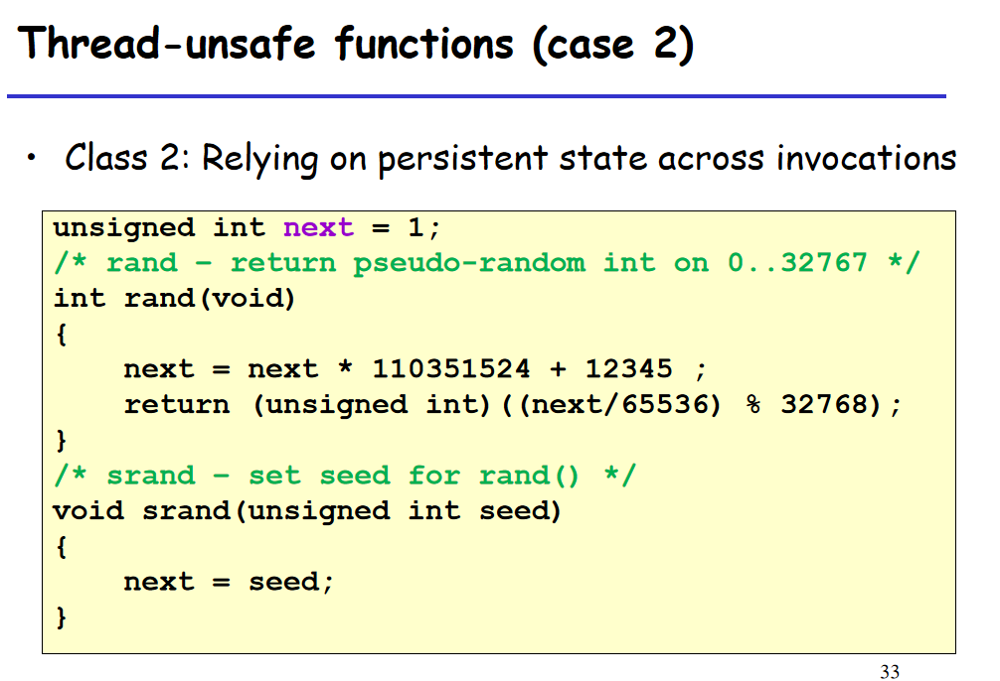 Thread-unsafe functions (case 2)
• Class 2: Relying on persistent state across invocations
unsigned int next = 1;
/* rand – return pseudo-random int on 0..32767 */
int rand(void)
{
    next = next * 110351524 + 12345 ;
    return (unsigned int)((next/65536) % 32768);
}
/* srand – set seed for rand() */
void srand(unsigned int seed)
{
    next = seed;
}
33